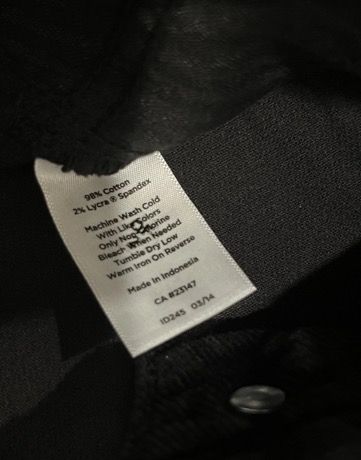 98% Cotton
2% Lycra ® Spandex
Machine Wash Cold
With Like Colors
Only Non-Chlorine
Bleach When Needed
Tumble Dry Low
Warm Iron On Reverse
Made in Indonesia
CA #23147
ID245 03/14